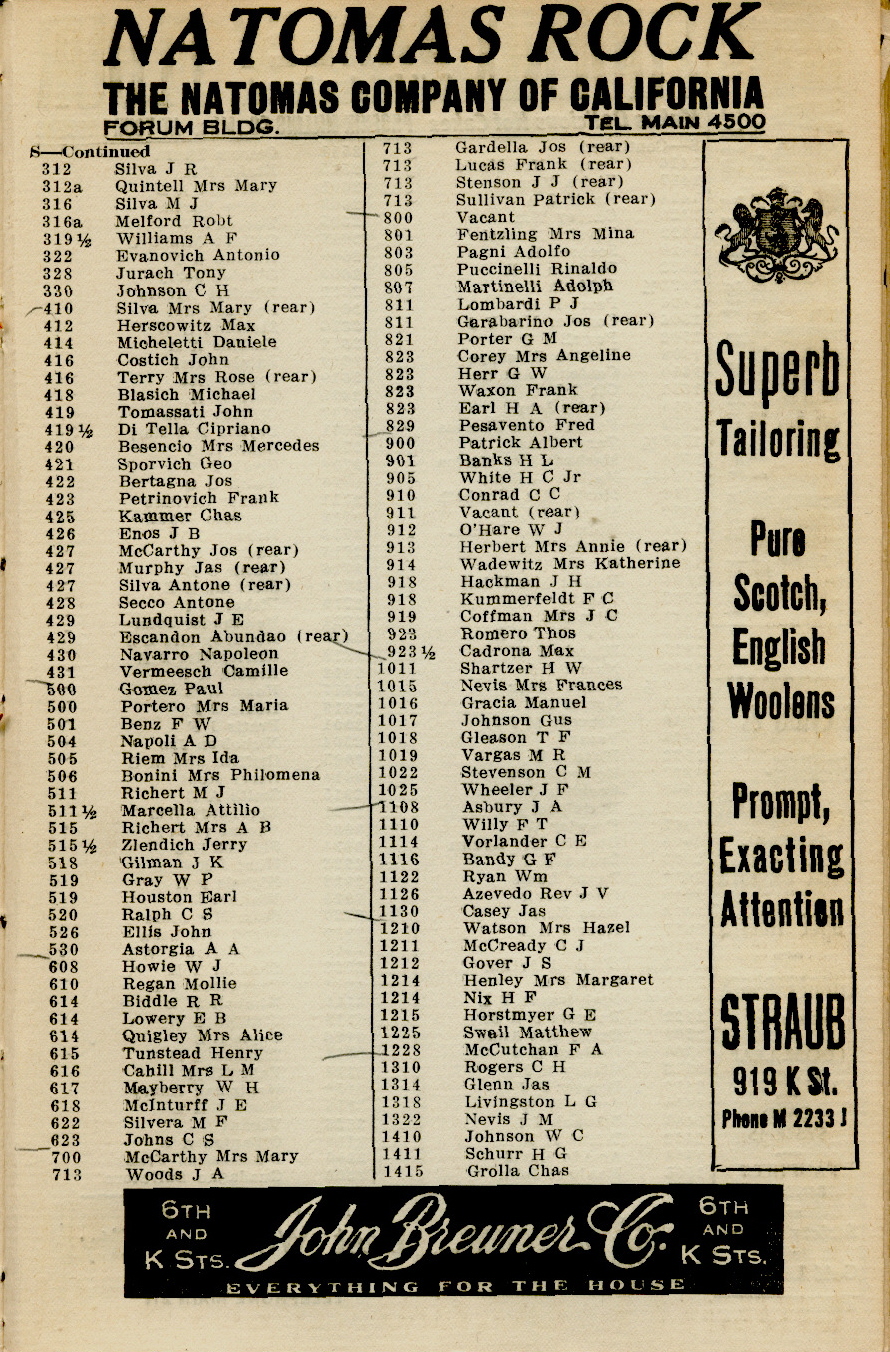 NATOMAS ROCK
THE NATOMAS COMPANY OF CALIFORNIA
FORUM BLDG. TEL. MAIN 4500
S—Continued
312 Silva J R
312a Quintell Mrs Mary
316 Silva M J
316a Melford Robt
319½ Williams A F
322 Evanovich Antonio
328 Jurach Tony
330 Johnson C H
410 Silva Mrs Mary (rear)
412 Herscowitz Max
414 Micheletti Daniele
416 Costich John
416 Terry Mrs Rose (rear)
418 Blasich Michael
419 Tomassati John
419½ Di Tella Cipriano
420 Besencio Mrs Mercedes
421 Sporvich Geo
422 Bertagna Jos
423 Petrinovich Frank
425 Kammer Chas
426 Enos J B
427 McCarthy Jos (rear)
427 Murphy Jas (rear)
427 Silva Antone (rear)
428 Secco Antone
429 Lundquist J E
429 Escandon Abundao (rear)
430 Navarro Napoleon
431 Vermeesch Camille
500 Gomez Paul
500 Portero Mrs Maria
501 Benz F W
504 Napoli A D
505 Riem Mrs Ida
506 Bonini Mrs Philomena
511 Richert M J
511½ Marcella Attilio
515 Richert Mrs A B
515½ Zlendich Jerry
518 Gilman J K
519 Gray W P
519 Houston Earl
520 Ralph C S
526 Ellis John
530 Astorgia A A
608 Howie W J
610 Regan Mollie
614 Biddle R R
614 Lowery E B
614 Quigley Mrs Alice
615 Tunstead Henry
616 Cahill Mrs L M
617 Mayberry W H
618 McInturff J E
622 Silvera M F
623 Johns C S
700 McCarthy Mrs Mary
713 Woods J A
713 Gardella Jos (rear)
713 Lucas Frank (rear)
713 Stenson J J (rear)
713 Sullivan Patrick (rear)
800 Vacant
801 Fentzling Mrs Mina
803 Pagni Adolfo
805 Puccinelli Rinaldo
807 Martinelli Adolph
811 Lombardi P J
811 Garabarino Jos (rear)
821 Porter G M
823 Corey Mrs Angeline
823 Herr G W
823 Waxon Frank
823 Earl H A (rear)
829 Pesavento Fred
900 Patrick Albert
901 Banks H L
905 White H C Jr
910 Conrad C C
911 Vacant (rear)
912 O'Hare W J
913 Herbert Mrs Annie (rear)
914 Wadewitz Mrs Katherine
918 Hackman J H
918 Kummerfeldt F C
919 Coffman Mrs J C
923 Romero Thos
923½ Cadrona Max
1011 Shartzer H W
1015 Nevis Mrs Frances
1016 Gracia Manuel
1017 Johnson Gus
1018 Gleason T F
1019 Vargas M R
1022 Stevenson C M
1025 Wheeler J F
1108 Asbury J A
1110 Willy F T
1114 Vorlander C E
1116 Bandy G F
1122 Ryan Wm
1126 Azevedo Rev J V
1130 Casey Jas
1210 Watson Mrs Hazel
1211 McCready C J
1212 Gover J S
1214 Henley Mrs Margaret
1214 Nix H F
1215 Horstmyer G E
1225 Swail Matthew
1228 McCutchan F A
1310 Rogers C H
1314 Glenn Jas
1318 Livingston L G
1322 Nevis J M
1410 Johnson W C
1411 Schurr H G
1415 Grolla Chas
Superb
Tailoring
Pure
Scotch,
English
Woolens
Prompt,
Exacting
Attention
STRAUB
919 K St.
Phone M 2233 J
6TH AND K STS. John Breuner Co. 6TH AND K STS.
EVERYTHING FOR THE HOUSE